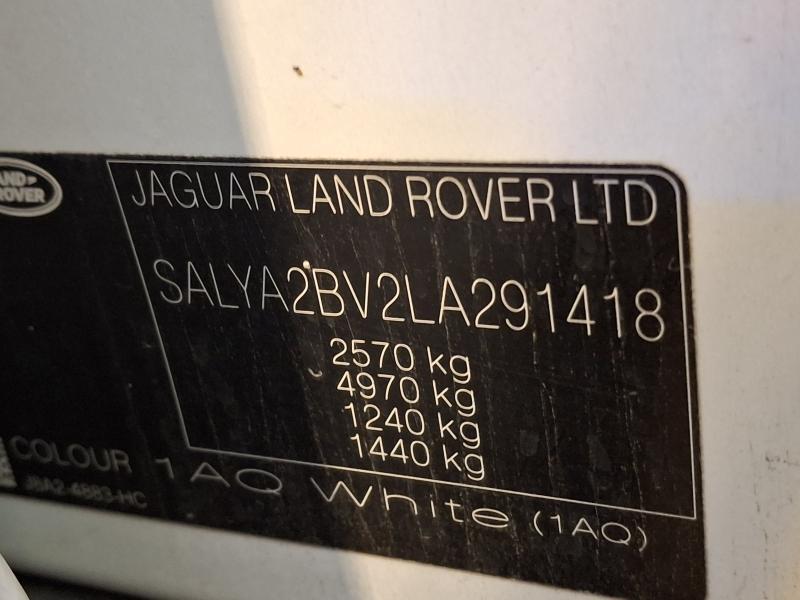 LAND-
ROVER
JAGUAR LAND ROVER LTD
SALYA2BV2LA291418
2570 kg
4970 kg
1240 kg
1440 kg
COLOUR 1AQ White (1AQ)